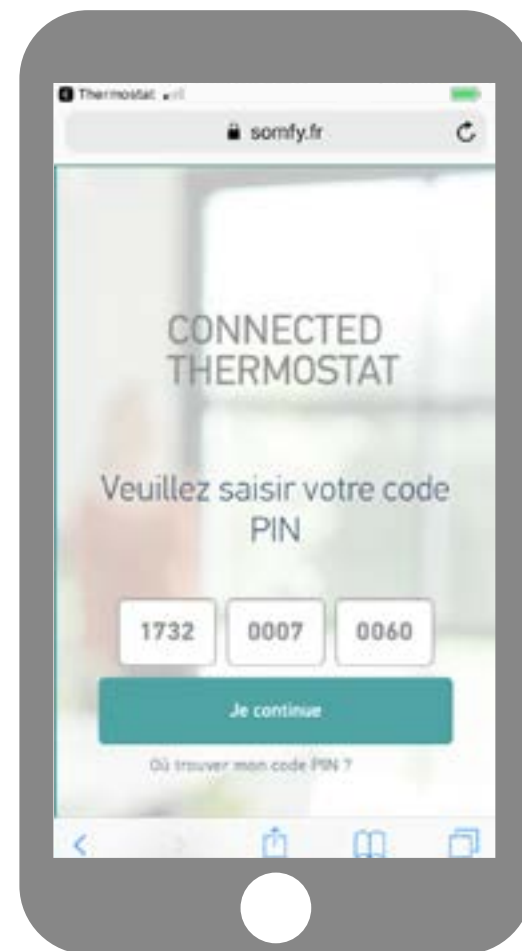 Thermostat
somfy.fr
CONNECTED
THERMOSTAT
Veuillez saisir votre code
PIN
1732 0007 0060
Je continue
Où trouver mon code PIN ?